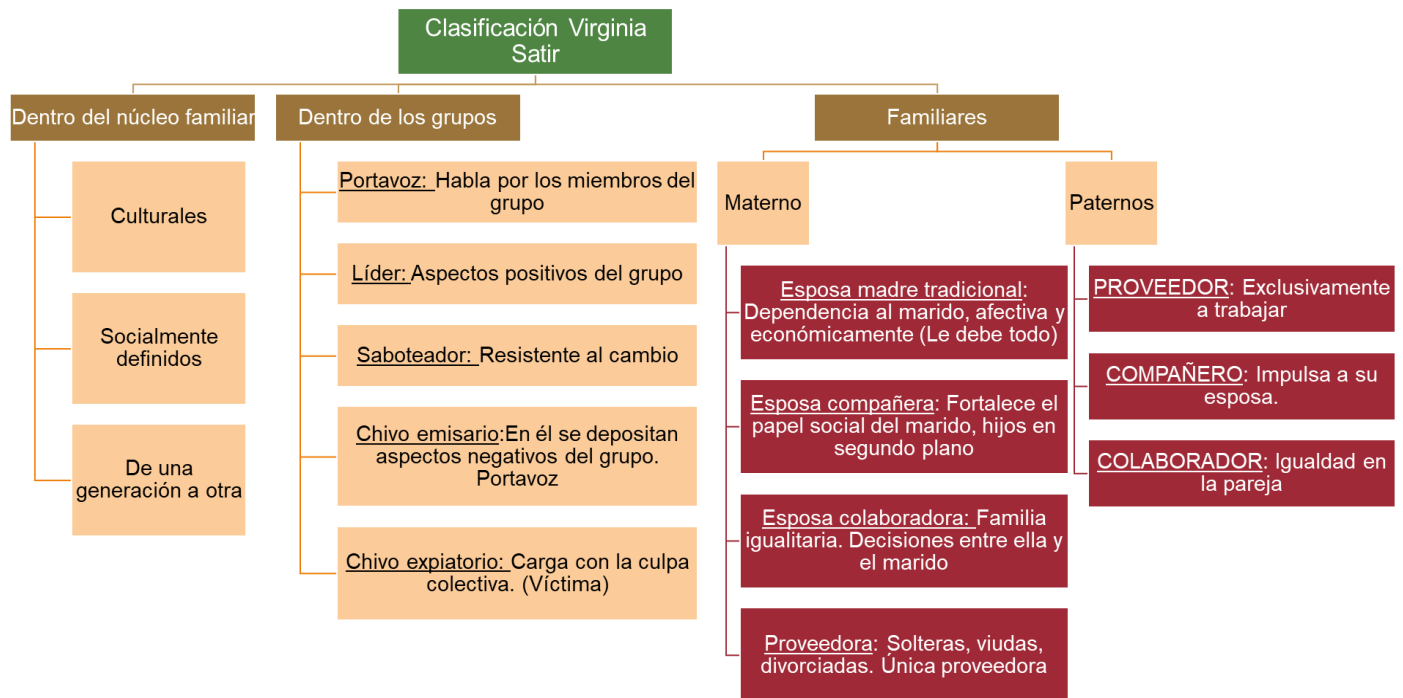 Clasificación Virginia
Satir
Dentro del núcleo familiar
Culturales
Socialmente
definidos
De una
generación a otra
Dentro de los grupos
Portavoz: Habla por los miembros del
grupo
Líder: Aspectos positivos del grupo
Saboteador: Resistente al cambio
Chivo emisario:En él se depositan
aspectos negativos del grupo.
Portavoz
Chivo expiatorio: Carga con la culpa
colectiva. (Víctima)
Familiares
Materno
Esposa madre tradicional:
Dependencia al marido, afectiva y
económicamente (Le debe todo)
Esposa compañera: Fortalece el
papel social del marido, hijos en
segundo plano
Esposa colaboradora: Familia
igualitaria. Decisiones entre ella y
el marido
Proveedora: Solteras, viudas,
divorciadas. Única proveedora
Paternos
PROVEEDOR: Exclusivamente
a trabajar
COMPAÑERO: Impulsa a su
esposa.
COLABORADOR: Igualdad en
la pareja